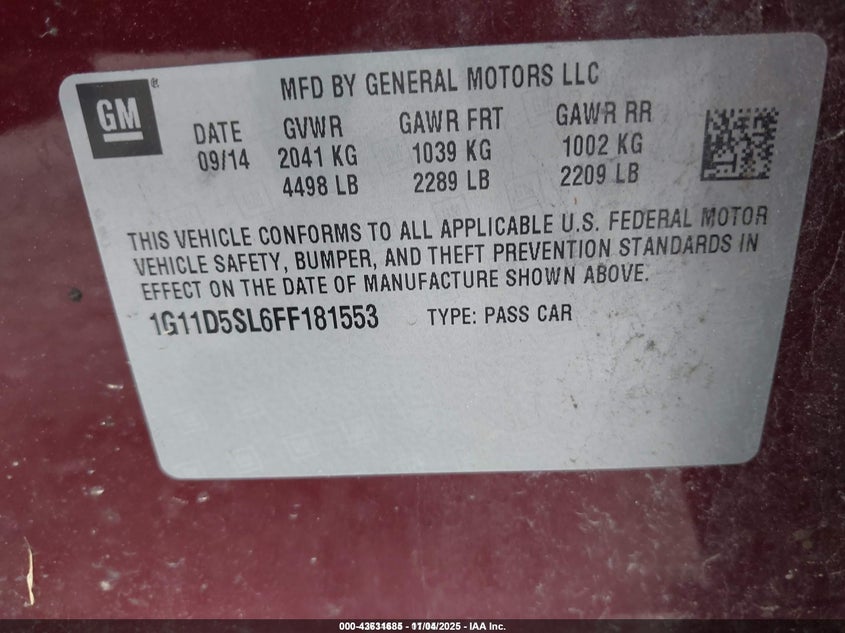 GM ®
MFD BY GENERAL MOTORS LLC
DATE GVWR GAWR FRT GAWR RR
09/14 2041 KG 1039 KG 1002 KG
4498 LB 2289 LB 2209 LB
THIS VEHICLE CONFORMS TO ALL APPLICABLE U.S. FEDERAL MOTOR
VEHICLE SAFETY, BUMPER, AND THEFT PREVENTION STANDARDS IN
EFFECT ON THE DATE OF MANUFACTURE SHOWN ABOVE.
1G11D5SL6FF181553 TYPE: PASS CAR
- IAA Inc.